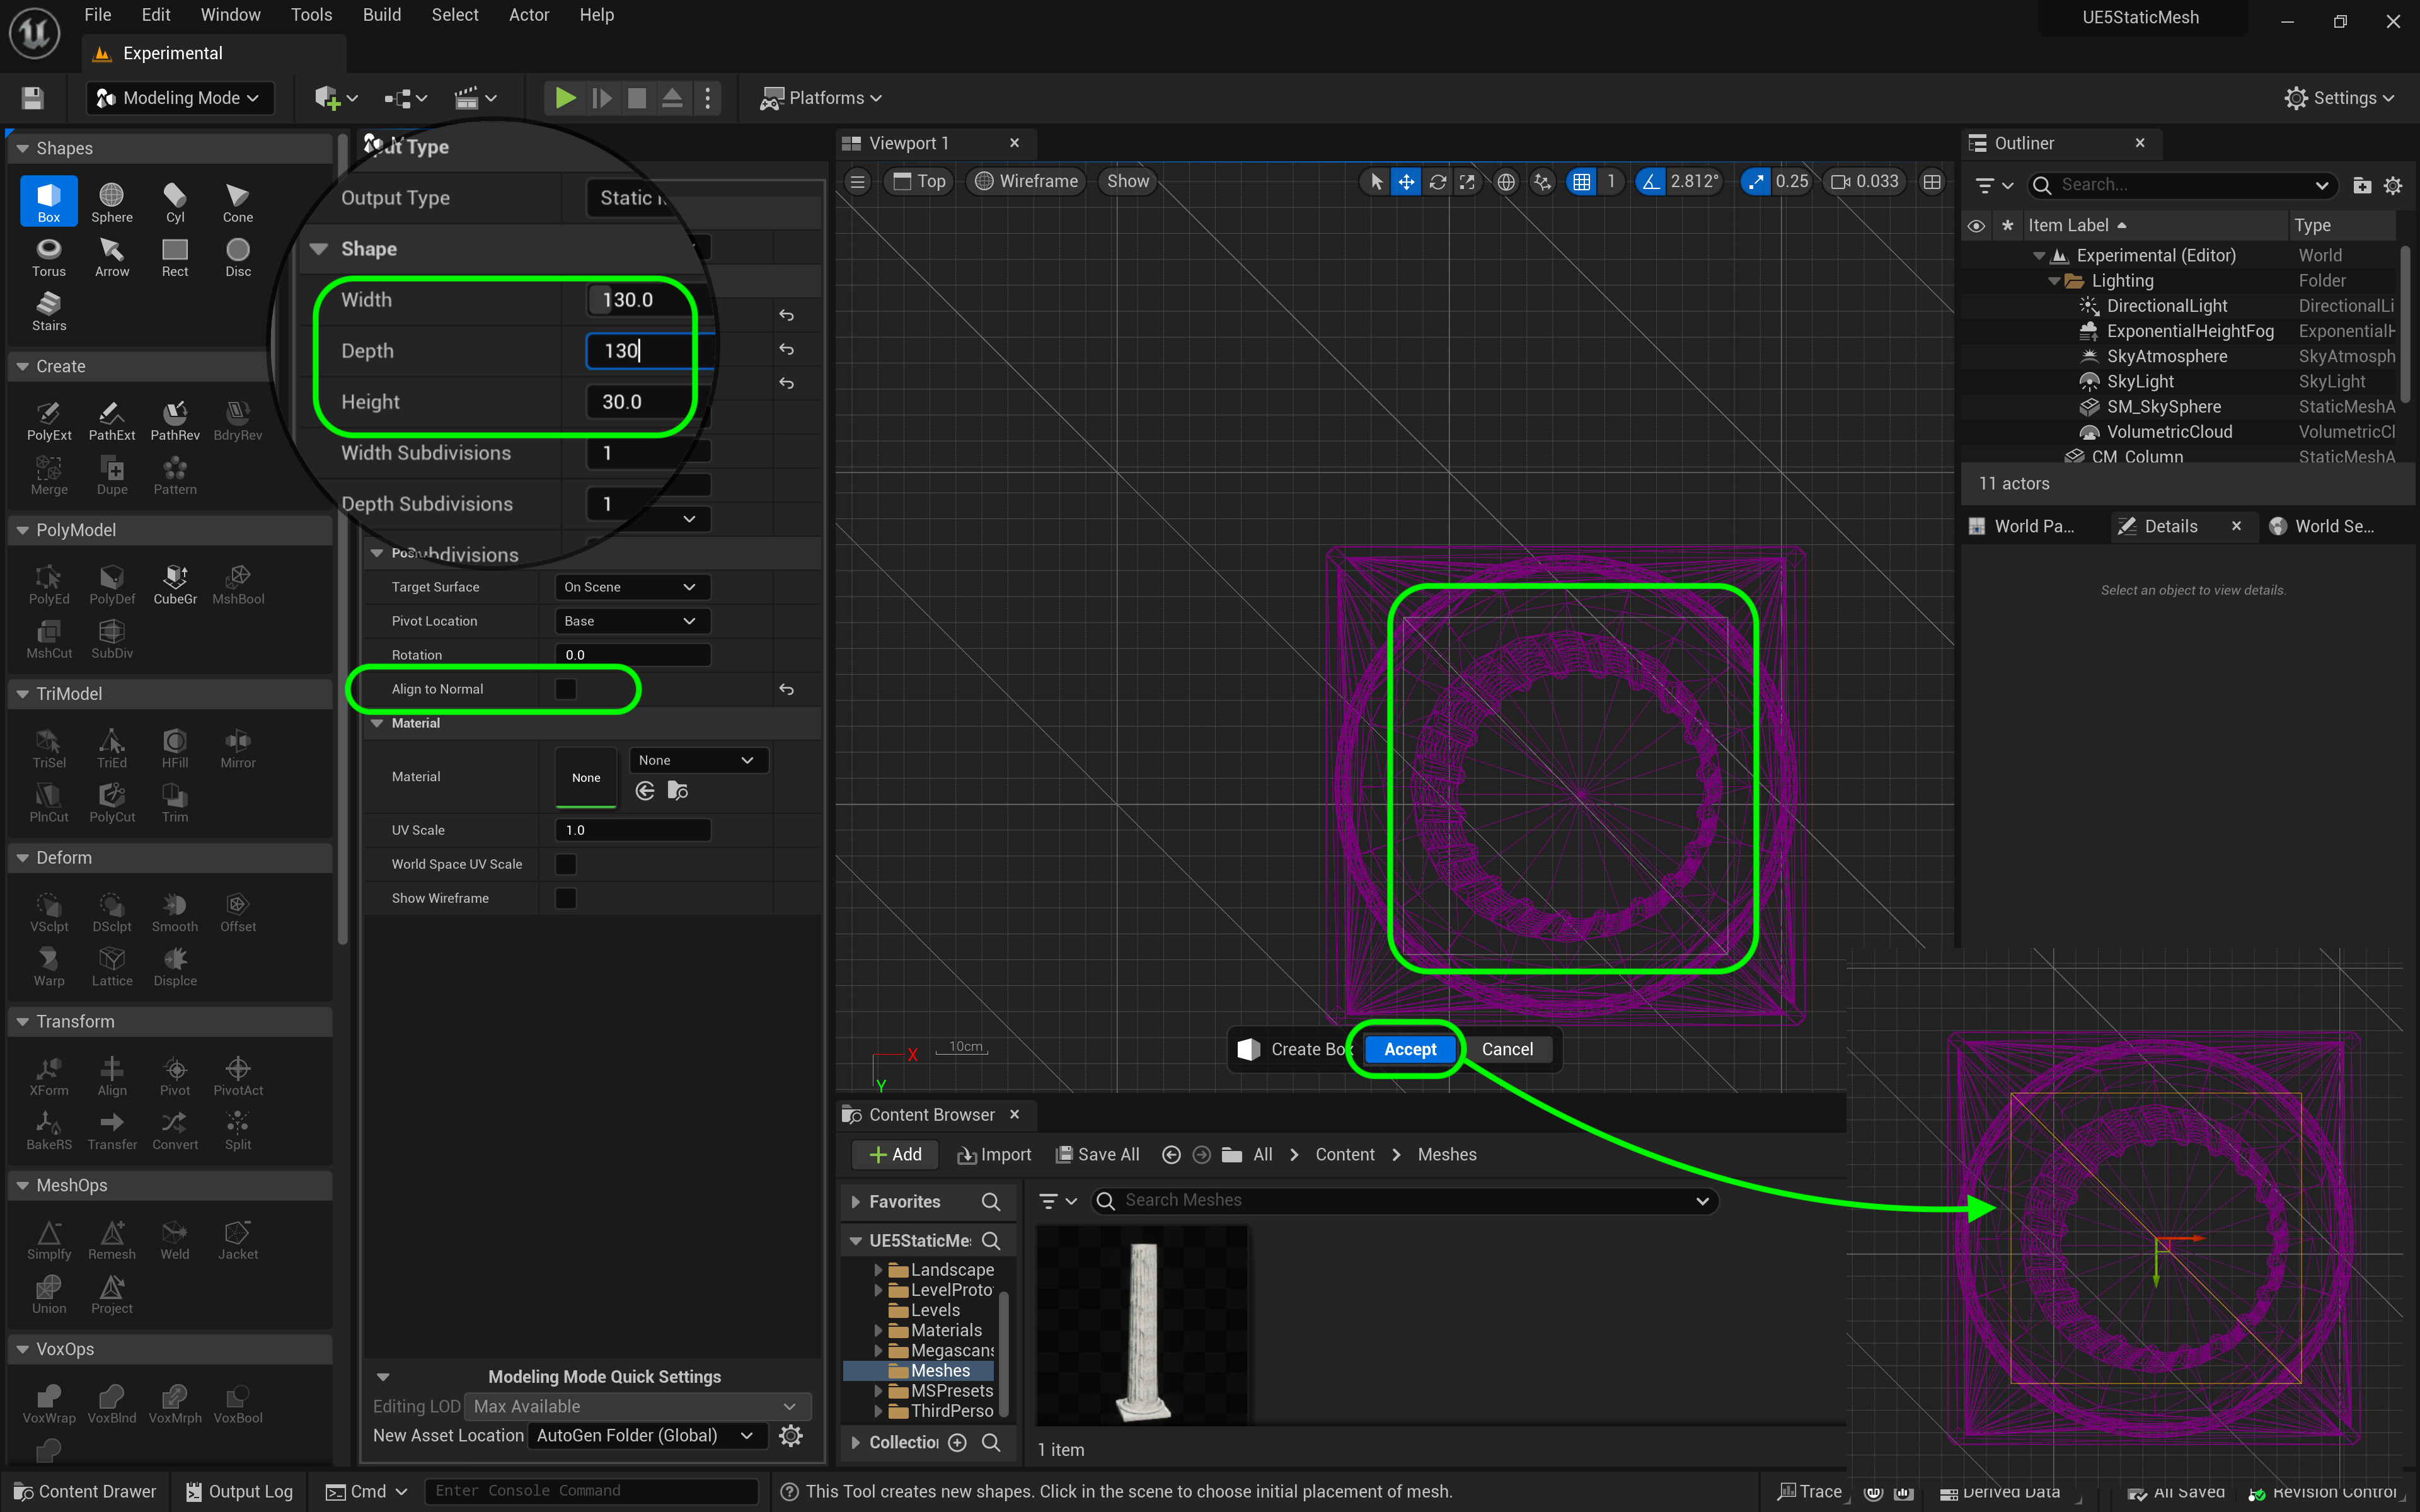 File Edit Window Tools Build Select Actor Help
UE5StaticMesh
Experimental
Modeling Mode
Platforms
Settings
Shapes
Box Sphere Cyl Cone
Torus Arrow Rect Disc
Stairs
Create
PolyExt PathExt PathRev BdryRev
Merge Dupe Pattern
PolyModel
PolyEd PolyDef CubeGr MshBool
MshCut SubDiv
TriModel
TriSel TriEd HFill Mirror
PlnCut PolyCut Trim
Deform
VSclpt DSclpt Smooth Offset
Warp Lattice Displce
Transform
XForm Align Pivot PivotAct
BakeRS Transfer Convert Split
MeshOps
Simplfy Remesh Weld Jacket
Union Project
VoxOps
VoxWrap VoxBlnd VoxMrph VoxBool
ut Type
Output Type Static
Shape
Width 130.0
Depth 130
Height 30.0
Width Subdivisions 1
Depth Subdivisions 1
ubdivisions
Target Surface On Scene
Pivot Location Base
Rotation 0.0
Align to Normal
Material
Material None None
UV Scale 1.0
World Space UV Scale
Show Wireframe
Modeling Mode Quick Settings
Editing LOD Max Available
New Asset Location AutoGen Folder (Global)
Viewport 1
Top Wireframe Show
1 2.812° 0.25 0.033
10cm
X
Y
Create Box Accept Cancel
Content Browser
Add Import Save All All Content Meshes
Favorites
Search Meshes
UE5StaticMe
Landscape
LevelProto
Levels
Materials
Megascans
Meshes
MSPresets
ThirdPerso
Collectio
1 item
Outliner
Search...
Item Label Type
Experimental (Editor) World
Lighting Folder
DirectionalLight DirectionalLi
ExponentialHeightFog ExponentialH
SkyAtmosphere SkyAtmosph
SkyLight SkyLight
SM_SkySphere StaticMeshA
VolumetricCloud VolumetricCl
CM_Column StaticMeshA
11 actors
World Pa... Details World Se...
Select an object to view details.
Content Drawer Output Log Cmd Enter Console Command
This Tool creates new shapes. Click in the scene to choose initial placement of mesh.
Trace Derived Data All Saved Revision Control